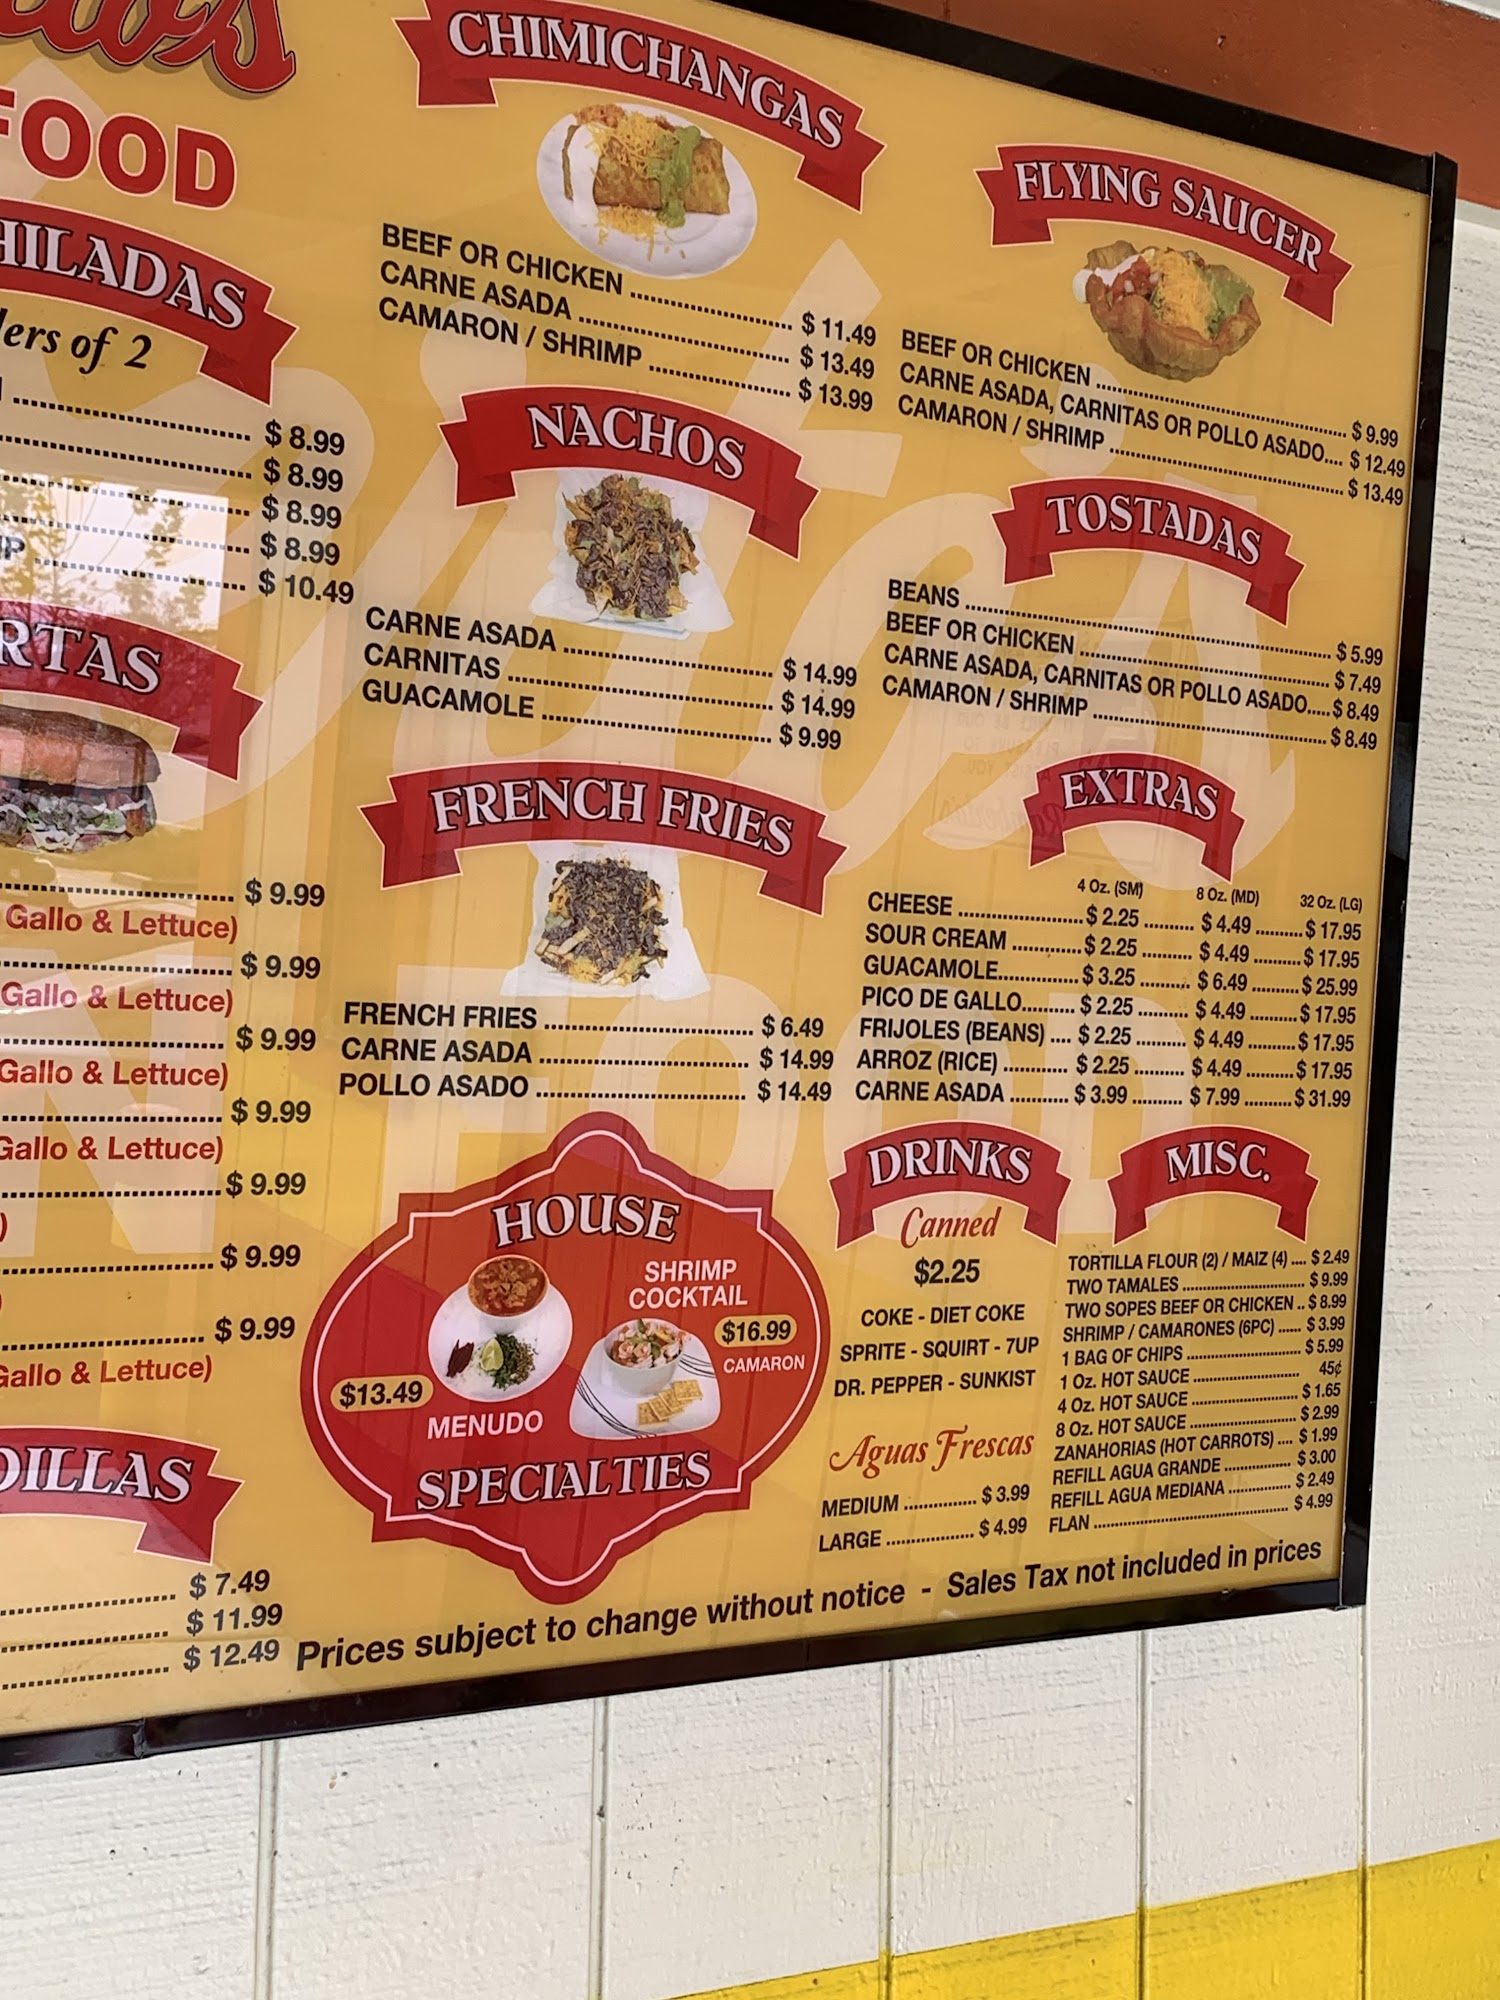 FOOD
HILADAS
ders of 2
$ 8.99
$ 8.99
$ 8.99
$ 8.99
$ 10.49
RTAS
$ 9.99
Gallo & Lettuce)
$ 9.99
Gallo & Lettuce)
$ 9.99
Gallo & Lettuce)
$ 9.99
Gallo & Lettuce)
$ 9.99
)
$ 9.99
)
$ 9.99
Gallo & Lettuce)
DILLAS
$ 7.49
$ 11.99
$ 12.49
CHIMICHANGAS
BEEF OR CHICKEN ........ $ 11.49
CARNE ASADA ........ $ 13.49
CAMARON / SHRIMP ........ $ 13.99
NACHOS
CARNE ASADA ........ $ 14.99
CARNITAS ........ $ 14.99
GUACAMOLE ........ $ 9.99
FRENCH FRIES
FRENCH FRIES ........ $ 6.49
CARNE ASADA ........ $ 14.99
POLLO ASADO ........ $ 14.49
HOUSE
SHRIMP
COCKTAIL
$16.99
CAMARON
$13.49
MENUDO
SPECIALTIES
FLYING SAUCER
BEEF OR CHICKEN ........ $ 9.99
CARNE ASADA, CARNITAS OR POLLO ASADO.... $ 12.49
CAMARON / SHRIMP ........ $ 13.49
TOSTADAS
BEANS ........ $ 5.99
BEEF OR CHICKEN ........ $ 7.49
CARNE ASADA, CARNITAS OR POLLO ASADO..... $ 8.49
CAMARON / SHRIMP ........ $ 8.49
EXTRAS
4 Oz. (SM) 8 Oz. (MD) 32 Oz. (LG)
CHEESE ........ $ 2.25 ........ $ 4.49 ........ $ 17.95
SOUR CREAM ........ $ 2.25 ........ $ 4.49 ........ $ 17.95
GUACAMOLE ........ $ 3.25 ........ $ 6.49 ........ $ 25.99
PICO DE GALLO ........ $ 2.25 ........ $ 4.49 ........ $ 17.95
FRIJOLES (BEANS) .... $ 2.25 ........ $ 4.49 ........ $ 17.95
ARROZ (RICE) ........ $ 2.25 ........ $ 4.49 ........ $ 17.95
CARNE ASADA ........ $ 3.99 ........ $ 7.99 ........ $ 31.99
DRINKS
Canned
$2.25
COKE - DIET COKE
SPRITE - SQUIRT - 7UP
DR. PEPPER - SUNKIST
Aguas Frescas
MEDIUM ........ $ 3.99
LARGE ........ $ 4.99
MISC.
TORTILLA FLOUR (2) / MAIZ (4) .... $ 2.49
TWO TAMALES ........ $ 9.99
TWO SOPES BEEF OR CHICKEN .. $ 8.99
SHRIMP / CAMARONES (6PC) ...... $ 3.99
1 BAG OF CHIPS ........ $ 5.99
1 Oz. HOT SAUCE ........ 45¢
4 Oz. HOT SAUCE ........ $ 1.65
8 Oz. HOT SAUCE ........ $ 2.99
ZANAHORIAS (HOT CARROTS) .... $ 1.99
REFILL AGUA GRANDE ........ $ 3.00
REFILL AGUA MEDIANA ........ $ 2.49
FLAN ........ $ 4.99
Prices subject to change without notice - Sales Tax not included in prices